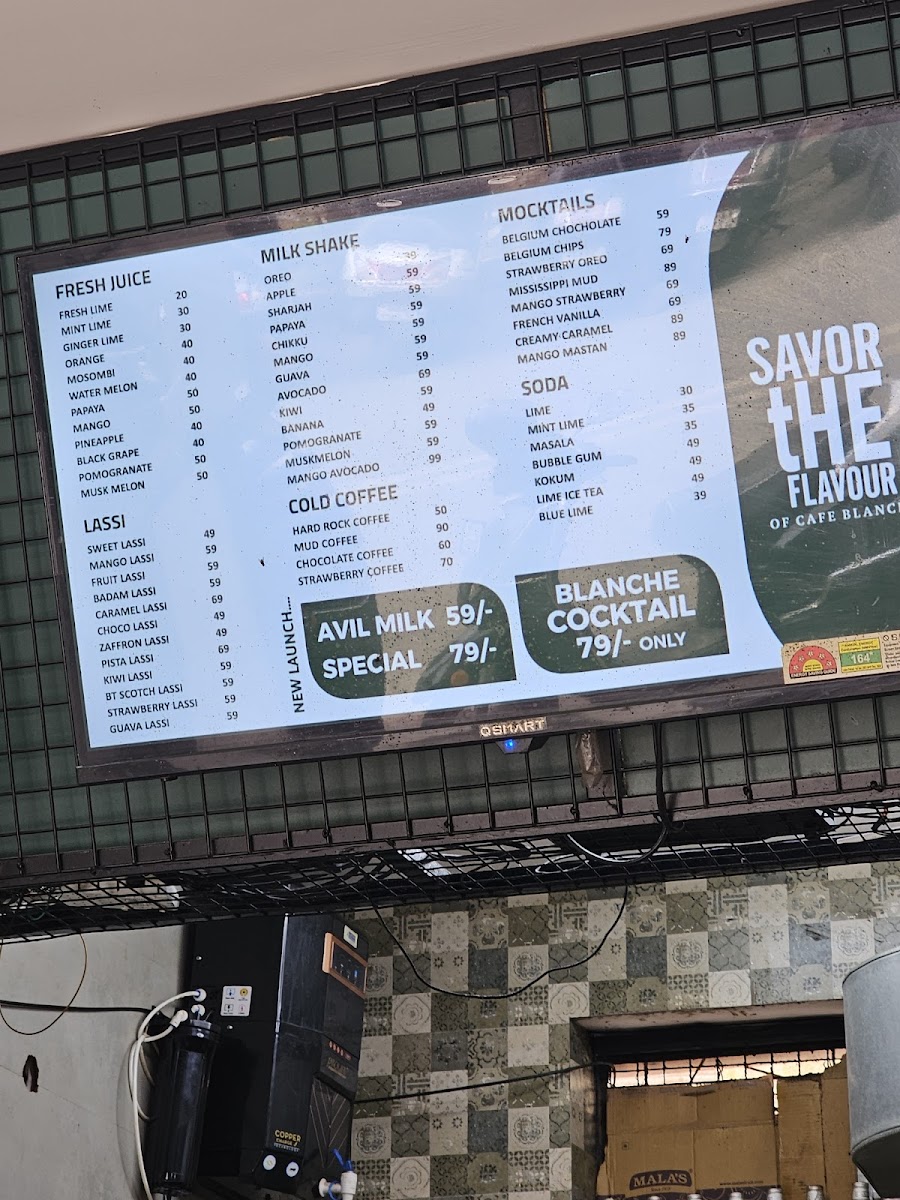 FRESH JUICE
FRESH LIME 20
MINT LIME 30
GINGER LIME 30
ORANGE 40
MOSOMBI 40
WATER MELON 40
PAPAYA 50
MANGO 50
PINEAPPLE 40
BLACK GRAPE 40
POMOGRANATE 50
MUSK MELON 50
LASSI
SWEET LASSI 49
MANGO LASSI 59
FRUIT LASSI 59
BADAM LASSI 59
CARAMEL LASSI 69
CHOCO LASSI 49
ZAFFRON LASSI 49
PISTA LASSI 69
KIWI LASSI 59
BT SCOTCH LASSI 59
STRAWBERRY LASSI 59
GUAVA LASSI 59
MILK SHAKE
OREO
APPLE 59
SHARJAH 59
PAPAYA 59
CHIKKU 59
MANGO 59
GUAVA 59
AVOCADO 69
KIWI 59
BANANA 49
POMOGRANATE 59
MUSKMELON 59
MANGO AVOCADO 99
COLD COFFEE
HARD ROCK COFFEE 50
MUD COFFEE 90
CHOCOLATE COFFEE 60
STRAWBERRY COFFEE 70
NEW LAUNCH....
AVIL MILK 59/-
SPECIAL 79/-
MOCKTAILS
BELGIUM CHOCHOLATE 59
BELGIUM CHIPS 79
STRAWBERRY OREO 69
MISSISSIPPI MUD 89
MANGO STRAWBERRY 69
FRENCH VANILLA 69
CREAMY CARAMEL 89
MANGO MASTAN 89
SODA
LIME 30
MINT LIME 35
MASALA 35
BUBBLE GUM 49
KOKUM 49
LIME ICE TEA 49
BLUE LIME 39
BLANCHE
COCKTAIL
79/- ONLY
SAVOR
tHE
FLAVOUR
OF CAFE BLANC
164
QSMART
COPPER
MALA'S